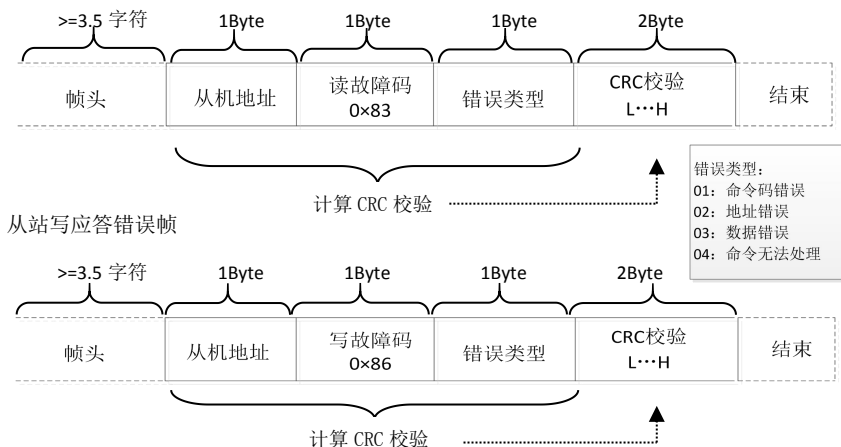 >=3.5 字符 1Byte 1Byte 1Byte 2Byte
帧头 从机地址 读故障码 0×83 错误类型 CRC校验 L···H 结束
计算 CRC 校验
错误类型:
01: 命令码错误
02: 地址错误
03: 数据错误
04: 命令无法处理
从站写应答错误帧
>=3.5 字符 1Byte 1Byte 1Byte 2Byte
帧头 从机地址 写故障码 0×86 错误类型 CRC校验 L···H 结束
计算 CRC 校验